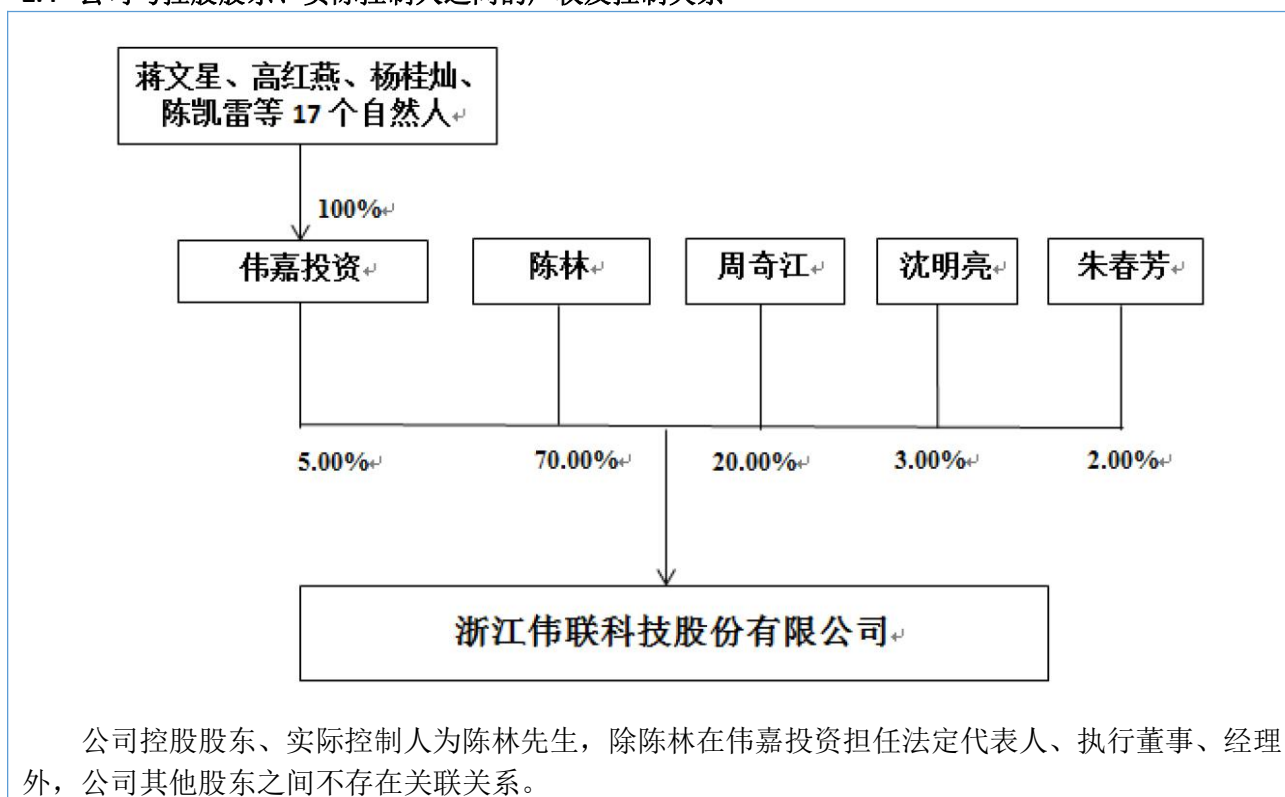 蒋文星、高红燕、杨桂灿、
陈凯雷等 17 个自然人↵
100%↵
伟嘉投资↵
陈林↵
周奇江↵
沈明亮↵
朱春芳↵
5.00%↵
70.00%↵
20.00%↵
3.00%↵
2.00%↵
浙江伟联科技股份有限公司↵
公司控股股东、实际控制人为陈林先生，除陈林在伟嘉投资担任法定代表人、执行董事、经理
外，公司其他股东之间不存在关联关系。